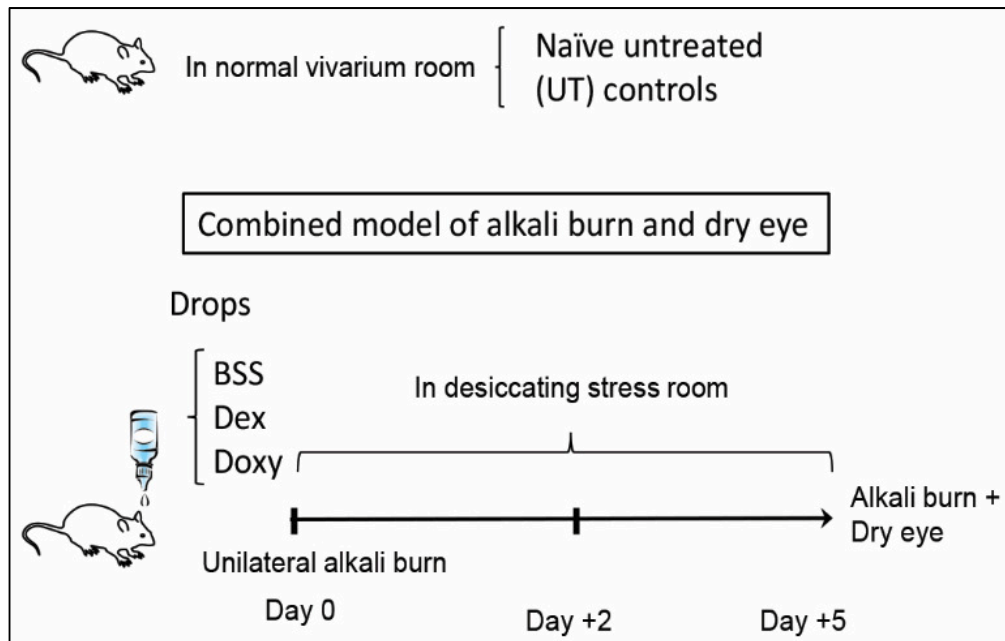 In normal vivarium room
Naïve untreated
(UT) controls
Combined model of alkali burn and dry eye
Drops
BSS
Dex
Doxy
In desiccating stress room
Alkali burn +
Dry eye
Unilateral alkali burn
Day 0
Day +2
Day +5